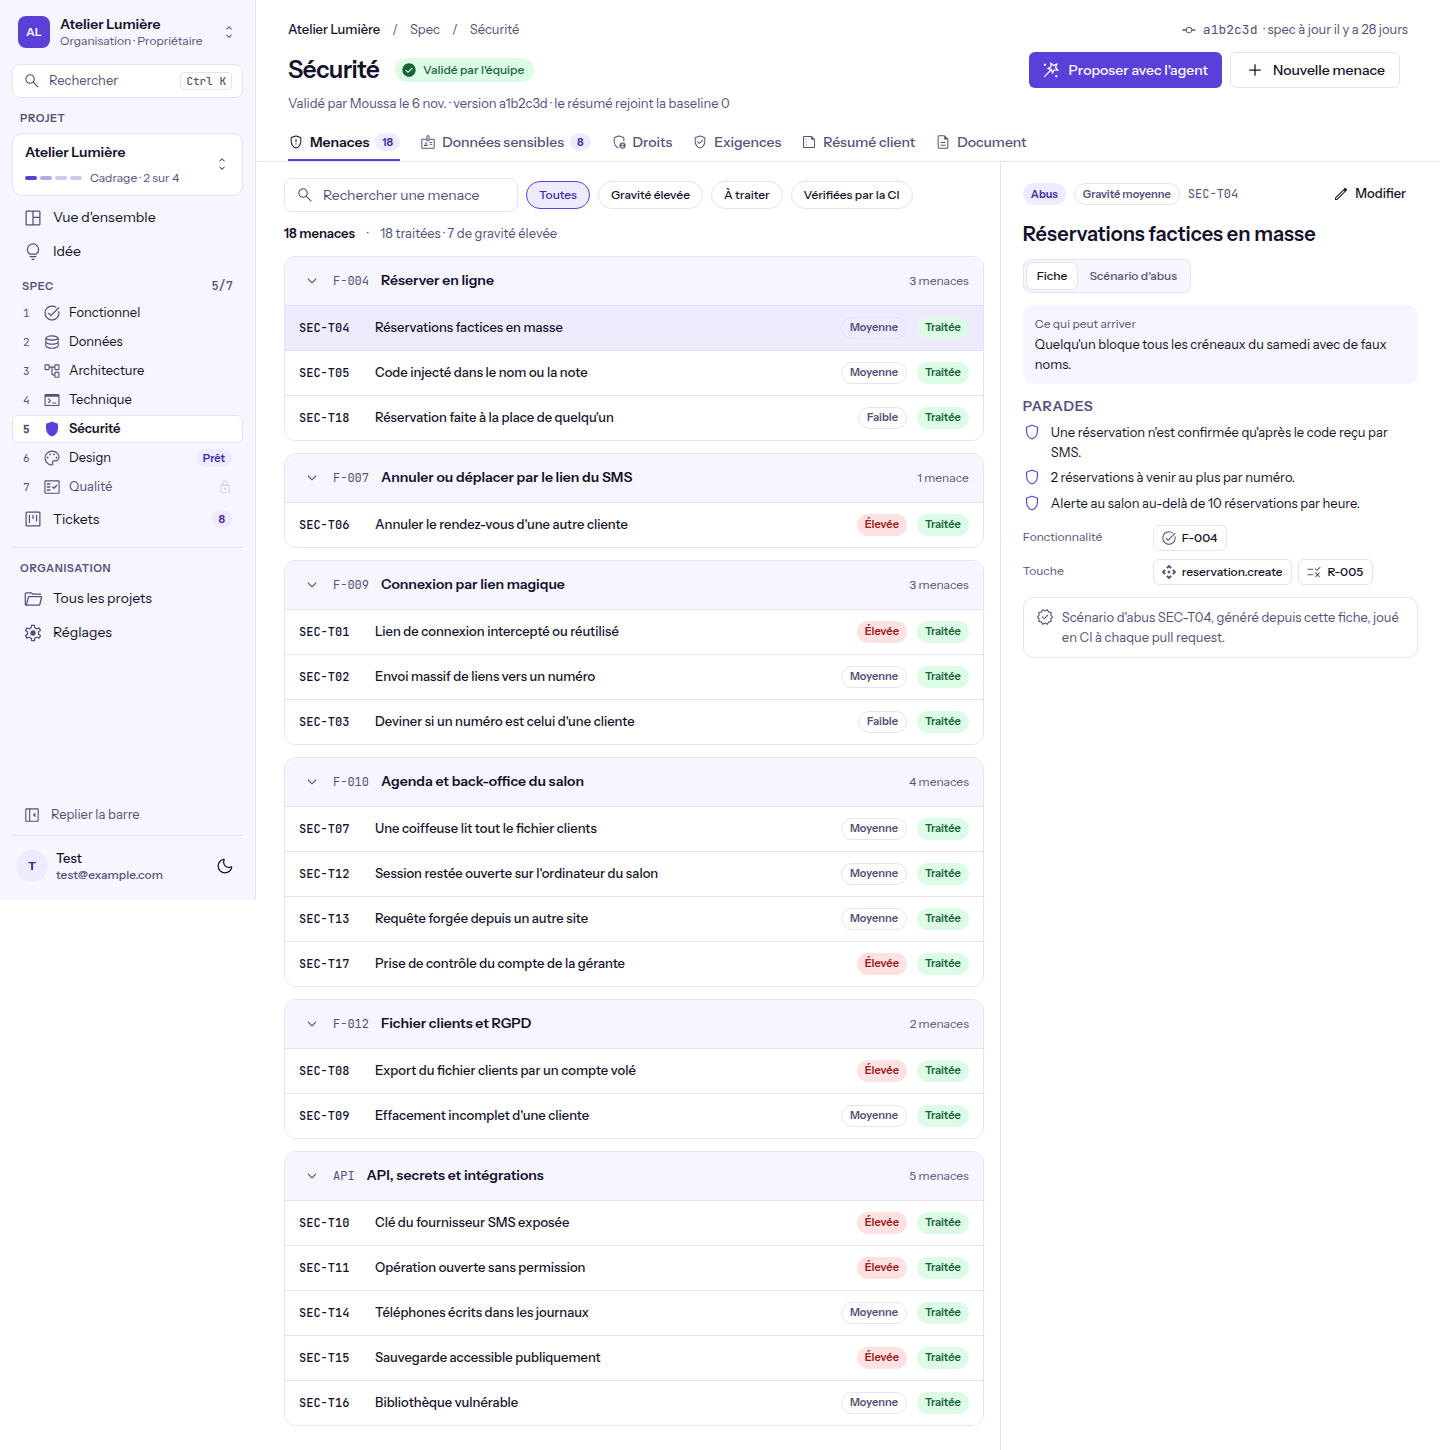 AL
Atelier Lumière
Organisation · Propriétaire
Rechercher
Ctrl K
PROJET
Atelier Lumière
Cadrage · 2 sur 4
Vue d'ensemble
Idée
SPEC 5/7
1 Fonctionnel
2 Données
3 Architecture
4 Technique
5 Sécurité
6 Design Prêt
7 Qualité
Tickets 8
ORGANISATION
Tous les projets
Réglages
Replier la barre
T
Test
test@example.com
Atelier Lumière / Spec / Sécurité
a1b2c3d · spec à jour il y a 28 jours
Sécurité
Validé par l'équipe
Proposer avec l'agent
Nouvelle menace
Validé par Moussa le 6 nov. · version a1b2c3d · le résumé rejoint la baseline 0
Menaces 18
Données sensibles 8
Droits
Exigences
Résumé client
Document
Rechercher une menace
Toutes
Gravité élevée
À traiter
Vérifiées par la CI
18 menaces · 18 traitées · 7 de gravité élevée
F-004 Réserver en ligne 3 menaces
SEC-T04 Réservations factices en masse Moyenne Traitée
SEC-T05 Code injecté dans le nom ou la note Moyenne Traitée
SEC-T18 Réservation faite à la place de quelqu'un Faible Traitée
F-007 Annuler ou déplacer par le lien du SMS 1 menace
SEC-T06 Annuler le rendez-vous d'une autre cliente Élevée Traitée
F-009 Connexion par lien magique 3 menaces
SEC-T01 Lien de connexion intercepté ou réutilisé Élevée Traitée
SEC-T02 Envoi massif de liens vers un numéro Moyenne Traitée
SEC-T03 Deviner si un numéro est celui d'une cliente Faible Traitée
F-010 Agenda et back-office du salon 4 menaces
SEC-T07 Une coiffeuse lit tout le fichier clients Moyenne Traitée
SEC-T12 Session restée ouverte sur l'ordinateur du salon Moyenne Traitée
SEC-T13 Requête forgée depuis un autre site Moyenne Traitée
SEC-T17 Prise de contrôle du compte de la gérante Élevée Traitée
F-012 Fichier clients et RGPD 2 menaces
SEC-T08 Export du fichier clients par un compte volé Élevée Traitée
SEC-T09 Effacement incomplet d'une cliente Moyenne Traitée
API API, secrets et intégrations 5 menaces
SEC-T10 Clé du fournisseur SMS exposée Élevée Traitée
SEC-T11 Opération ouverte sans permission Élevée Traitée
SEC-T14 Téléphones écrits dans les journaux Moyenne Traitée
SEC-T15 Sauvegarde accessible publiquement Élevée Traitée
SEC-T16 Bibliothèque vulnérable Moyenne Traitée
Abus Gravité moyenne SEC-T04 Modifier
Réservations factices en masse
Fiche Scénario d'abus
Ce qui peut arriver
Quelqu'un bloque tous les créneaux du samedi avec de faux
noms.
PARADES
Une réservation n'est confirmée qu'après le code reçu par
SMS.
2 réservations à venir au plus par numéro.
Alerte au salon au-delà de 10 réservations par heure.
Fonctionnalité F-004
Touche reservation.create R-005
Scénario d'abus SEC-T04, généré depuis cette fiche, joué
en CI à chaque pull request.